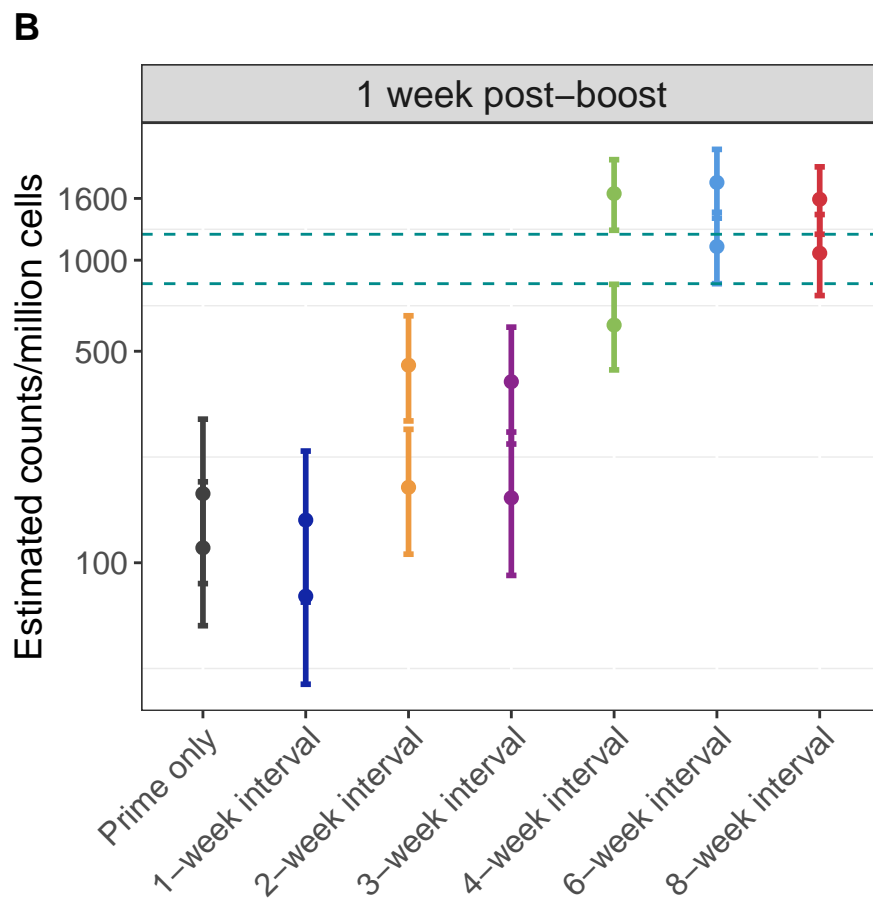 B
1 week post−boost
Estimated counts/million cells
1600
1000
500
100
Prime only
1−week interval
2−week interval
3−week interval
4−week interval
6−week interval
8−week interval